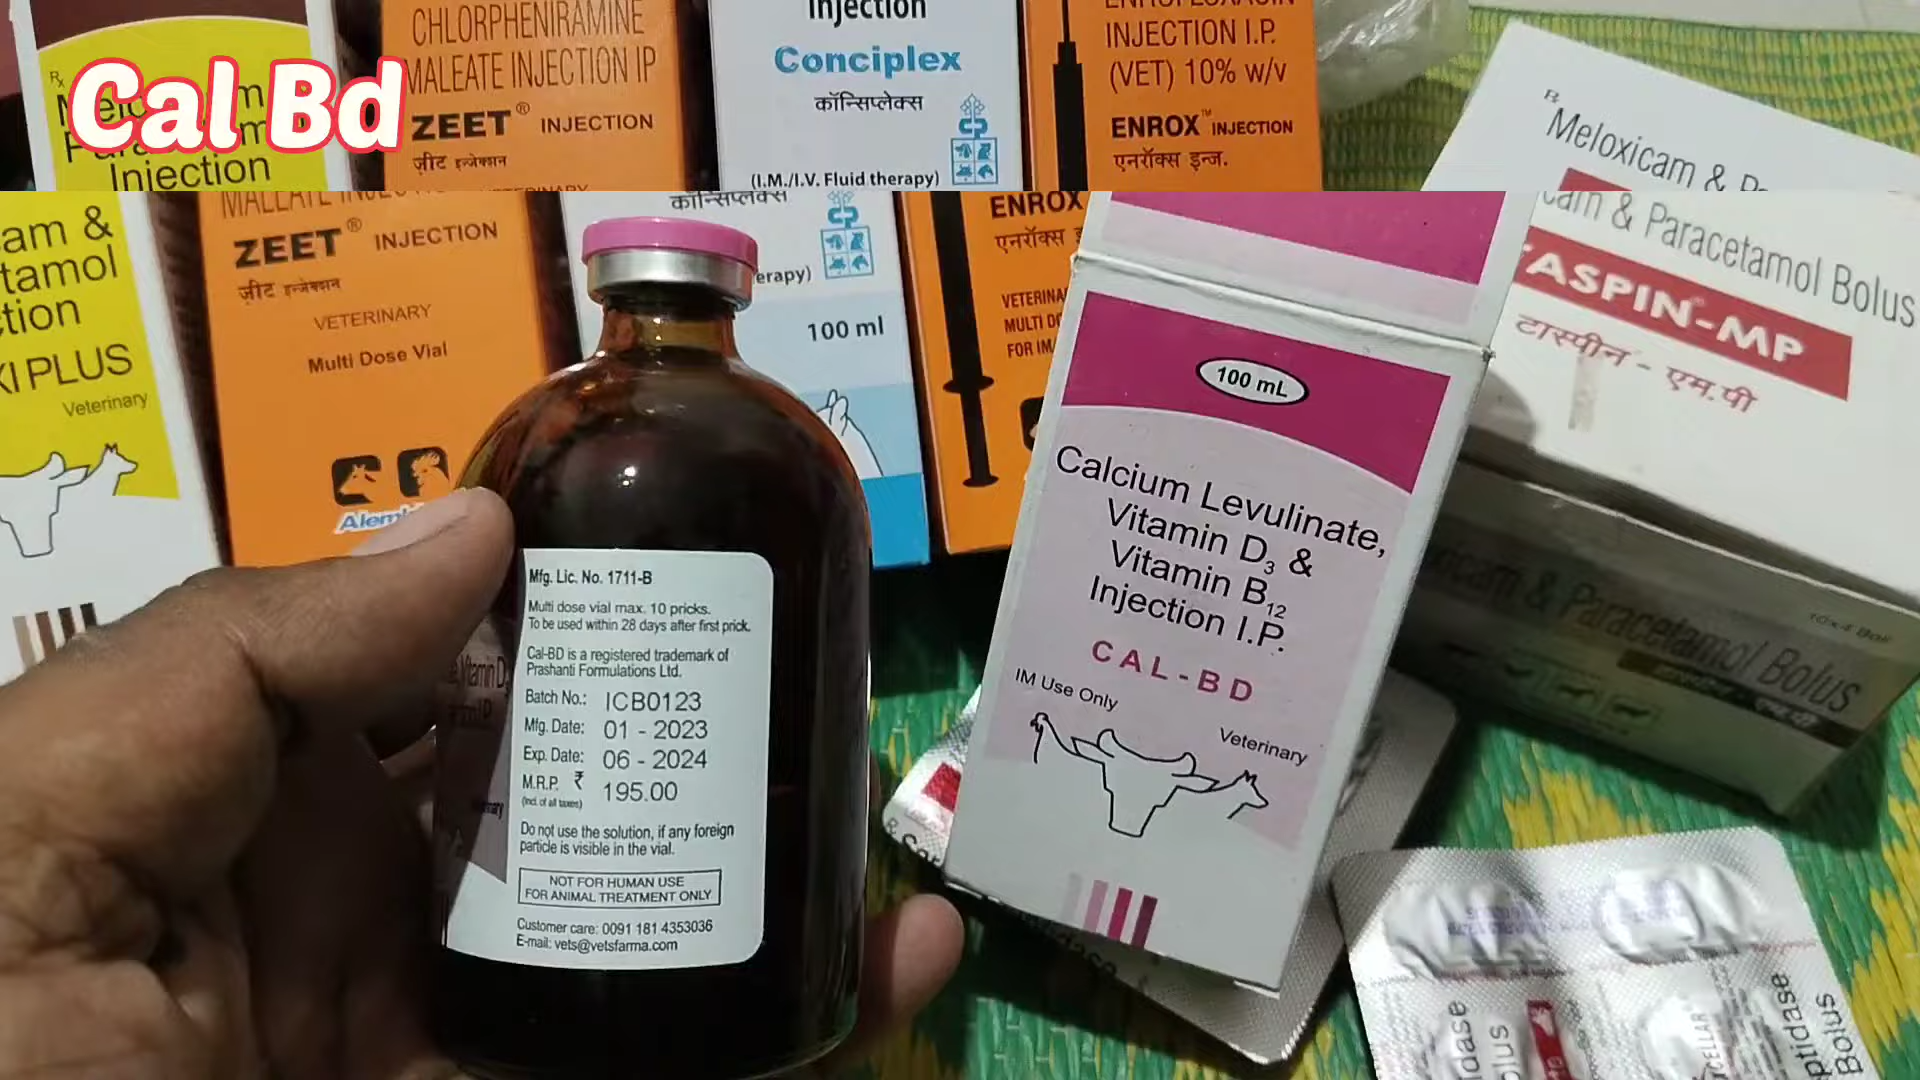 Cal Bd
Injection
CHLORPHENIRAMINE
MALEATE INJECTION IP
ZEET® INJECTION
ज़ीट इन्जेक्शन
Injection
Conciplex
कॉन्सिप्लेक्स
(I.M./I.V. Fluid therapy)
INJECTION I.P.
(VET) 10% w/v
ENROX™ INJECTION
एनरॉक्स इन्ज.
Meloxicam &
am &
tamol
tion
PLUS
Veterinary
ZEET® INJECTION
ज़ीट इन्जेक्शन
VETERINARY
Multi Dose Vial
erapy)
100 ml
ENROX
एनरॉक्स
MULTI
FOR IM
cam & Paracetamol Bolus
TASPIN-MP
टास्पीन - एम.पी
Paracetamol Bolus
Mfg. Lic. No. 1711-B
Multi dose vial max. 10 pricks.
To be used within 28 days after first prick.
Cal-BD is a registered trademark of
Prashanti Formulations Ltd.
Batch No.: ICB0123
Mfg. Date: 01 - 2023
Exp. Date: 06 - 2024
M.R.P. ₹ 195.00
(Incl. of all taxes)
Do not use the solution, if any foreign
particle is visible in the vial.
NOT FOR HUMAN USE
FOR ANIMAL TREATMENT ONLY
Customer care: 0091 181 4353036
E-mail: vets@vetsfarma.com
100 mL
Calcium Levulinate,
Vitamin D3 &
Vitamin B12
Injection I.P.
CAL-BD
IM Use Only
Veterinary
ptidase
Bolus